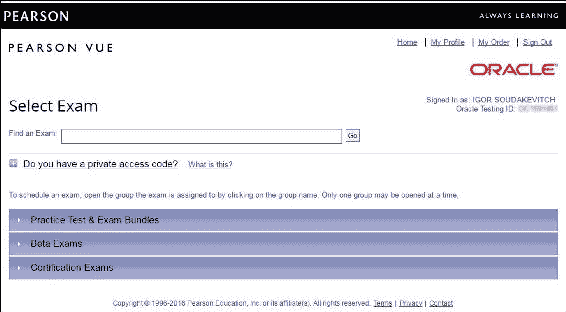 PEARSON
ALWAYS LEARNING
PEARSON VUE
Home | My Profile | My Order | Sign Out
ORACLE
Select Exam
Signed In as: IGOR SOUDAKEVITCH
Oracle Testing ID:
Find an Exam: Go
Do you have a private access code? What is this?
To schedule an exam, open the group the exam is assigned to by clicking on the group name. Only one group may be opened at a time.
Practice Test & Exam Bundles
Beta Exams
Certification Exams
Copyright © 1996-2016 Pearson Education, Inc. or its affiliate(s). All rights reserved. Terms | Privacy | Contact